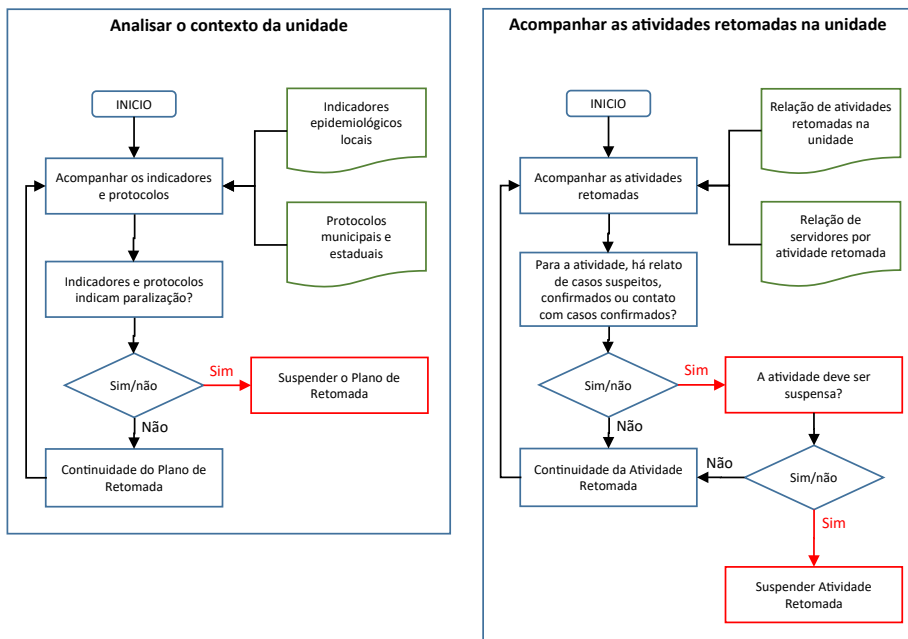 Analisar o contexto da unidade
INICIO
Indicadores
epidemiológicos
locais
Acompanhar os indicadores
e protocolos
Protocolos
municipais e
estaduais
Indicadores e protocolos
indicam paralização?
Sim/não
Sim
Suspender o Plano de
Retomada
Não
Continuidade do Plano de
Retomada
Acompanhar as atividades retomadas na unidade
INICIO
Relação de atividades
retomadas na
unidade
Acompanhar as atividades
retomadas
Relação de
servidores por
atividade retomada
Para a atividade, há relato
de casos suspeitos,
confirmados ou contato
com casos confirmados?
Sim/não
Sim
A atividade deve ser
suspensa?
Não
Continuidade da Atividade
Retomada
Não
Sim/não
Sim
Suspender Atividade
Retomada